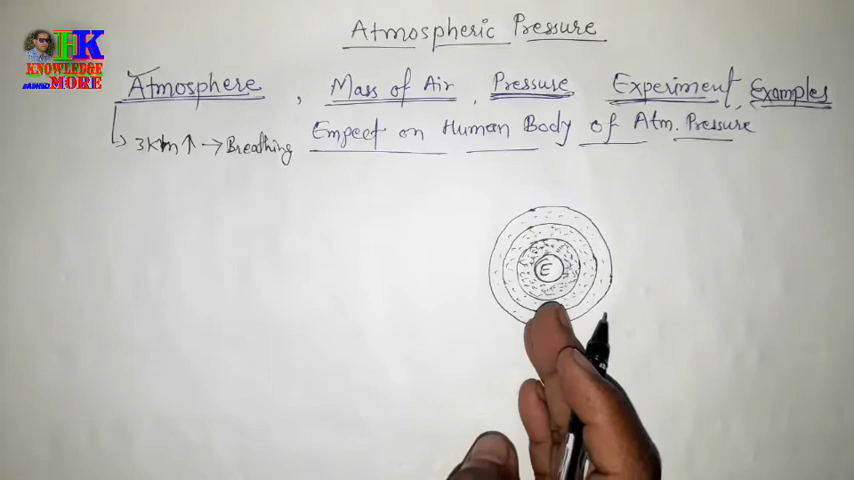 Atmospheric Pressure
HK
KNOWLEDGE
MORE
Atmosphere, Mass of Air, Pressure Experiment, Examples
3Km↑ → Breathing Empect on Human Body of Atm. Pressure
E